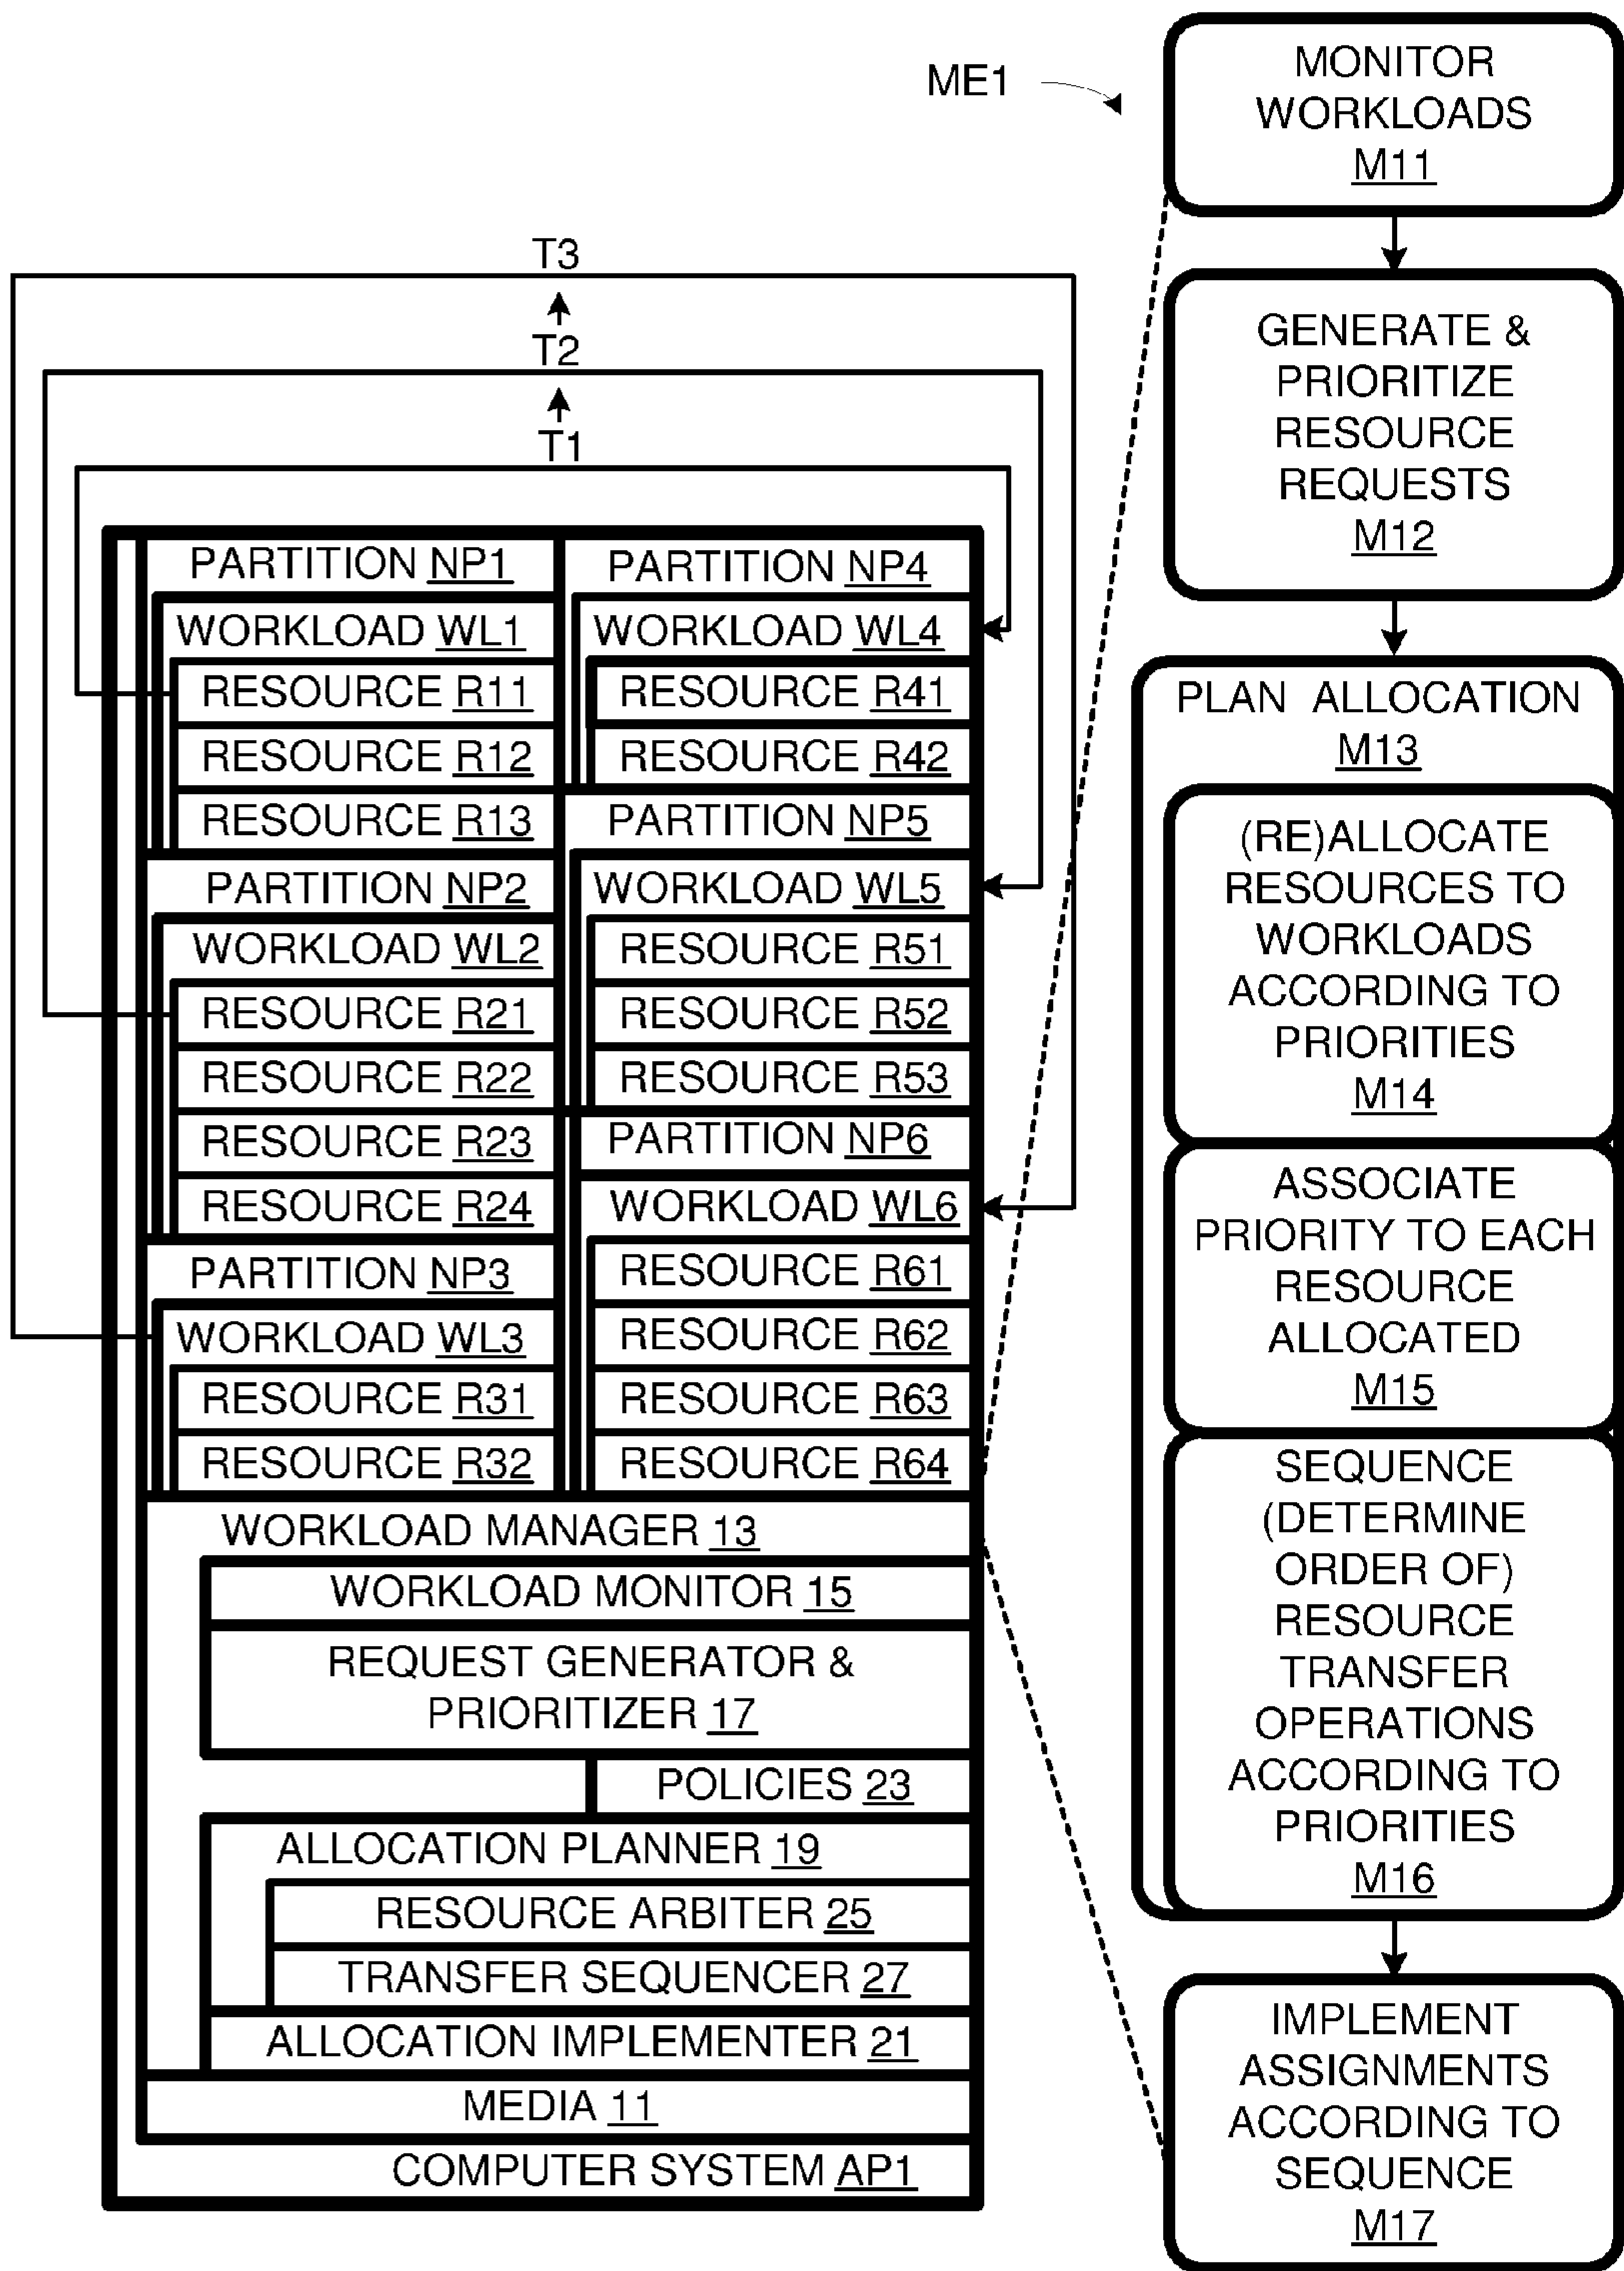 ME1
T3
T2
T1
PARTITION NP1
WORKLOAD WL1
RESOURCE R11
RESOURCE R12
RESOURCE R13
PARTITION NP2
WORKLOAD WL2
RESOURCE R21
RESOURCE R22
RESOURCE R23
RESOURCE R24
PARTITION NP3
WORKLOAD WL3
RESOURCE R31
RESOURCE R32
PARTITION NP4
WORKLOAD WL4
RESOURCE R41
RESOURCE R42
PARTITION NP5
WORKLOAD WL5
RESOURCE R51
RESOURCE R52
RESOURCE R53
PARTITION NP6
WORKLOAD WL6
RESOURCE R61
RESOURCE R62
RESOURCE R63
RESOURCE R64
WORKLOAD MANAGER 13
WORKLOAD MONITOR 15
REQUEST GENERATOR &
PRIORITIZER 17
POLICIES 23
ALLOCATION PLANNER 19
RESOURCE ARBITER 25
TRANSFER SEQUENCER 27
ALLOCATION IMPLEMENTER 21
MEDIA 11
COMPUTER SYSTEM AP1
MONITOR
WORKLOADS
M11
GENERATE &
PRIORITIZE
RESOURCE
REQUESTS
M12
PLAN ALLOCATION
M13
(RE)ALLOCATE
RESOURCES TO
WORKLOADS
ACCORDING TO
PRIORITIES
M14
ASSOCIATE
PRIORITY TO EACH
RESOURCE
ALLOCATED
M15
SEQUENCE
(DETERMINE
ORDER OF)
RESOURCE
TRANSFER
OPERATIONS
ACCORDING TO
PRIORITIES
M16
IMPLEMENT
ASSIGNMENTS
ACCORDING TO
SEQUENCE
M17